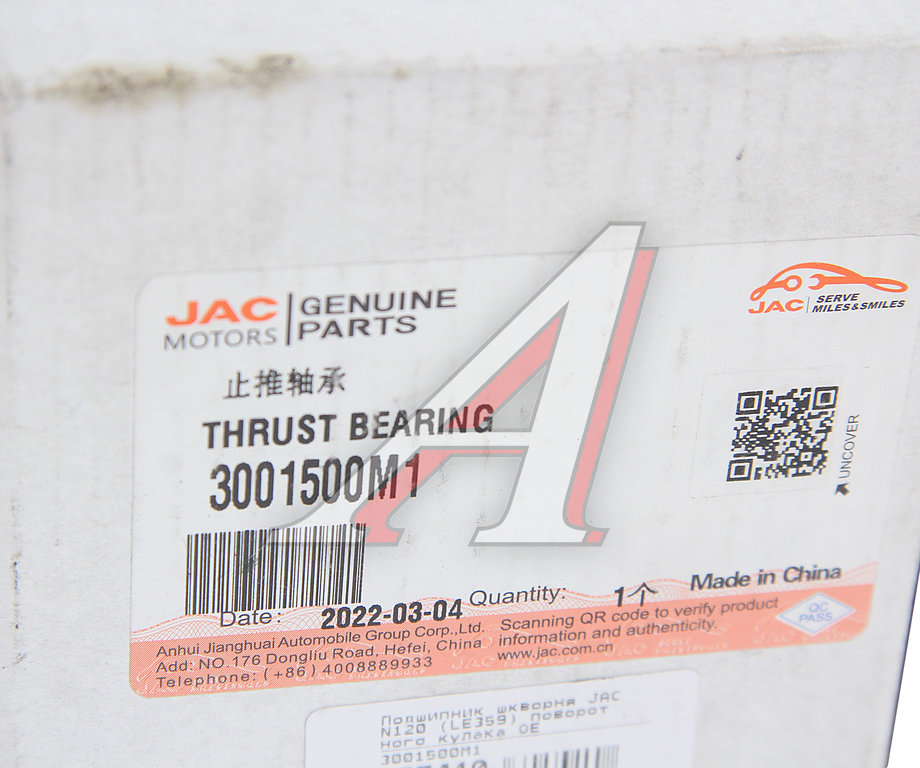 JAC MOTORS
GENUINE PARTS
JAC
SERVE
MILES&SMILES
止推轴承
THRUST BEARING
3001500M1
UNCOVER
Date: 2022-03-04
Quantity: 1个
Made in China
Anhui Jianghuai Automobile Group Corp.,Ltd.
Add: NO.176 Dongliu Road, Hefei, China
Telephone: (+86) 4008889933
Scanning QR code to verify product
information and authenticity.
www.jac.com.cn
QC
PASS
Подшипник шкворня JAC
N120 (LE359) поворот
ного кулака OE
3001500M1